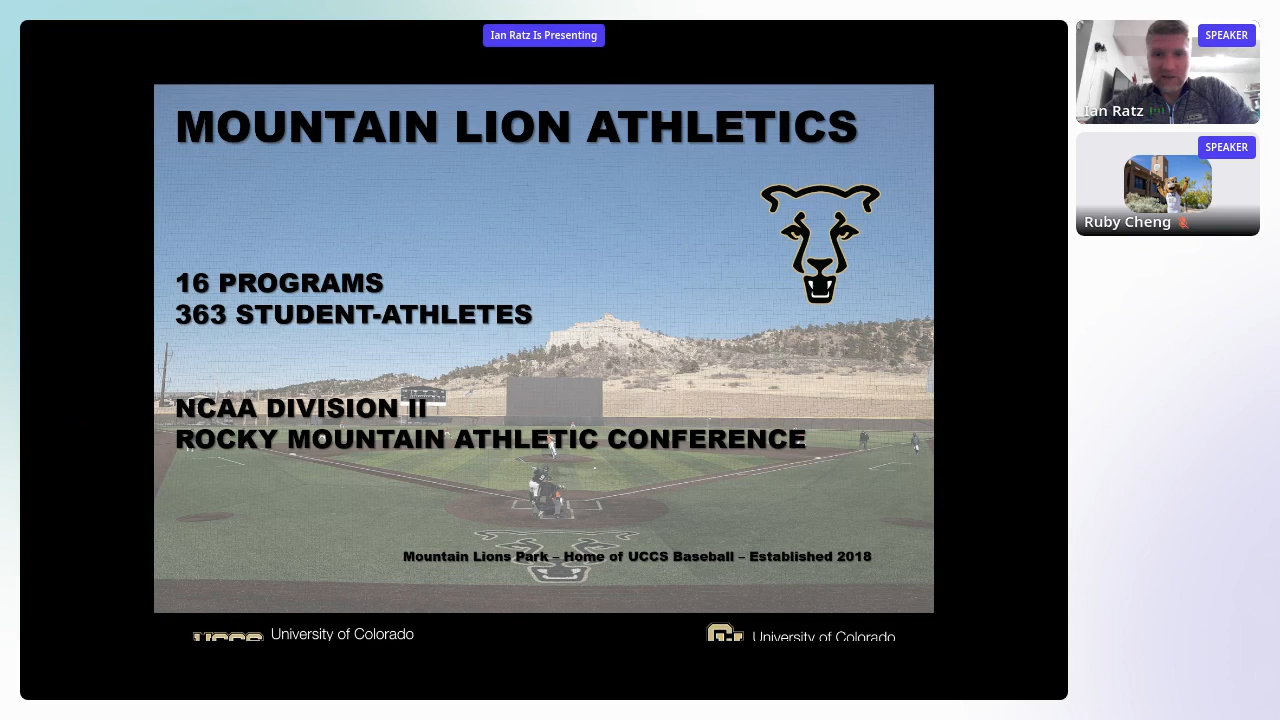 Ian Ratz Is Presenting
MOUNTAIN LION ATHLETICS
16 PROGRAMS
363 STUDENT-ATHLETES
NCAA DIVISION II
ROCKY MOUNTAIN ATHLETIC CONFERENCE
Mountain Lions Park – Home of UCCS Baseball – Established 2018
UCCS University of Colorado
CU University of Colorado
SPEAKER
Ian Ratz
SPEAKER
Ruby Cheng